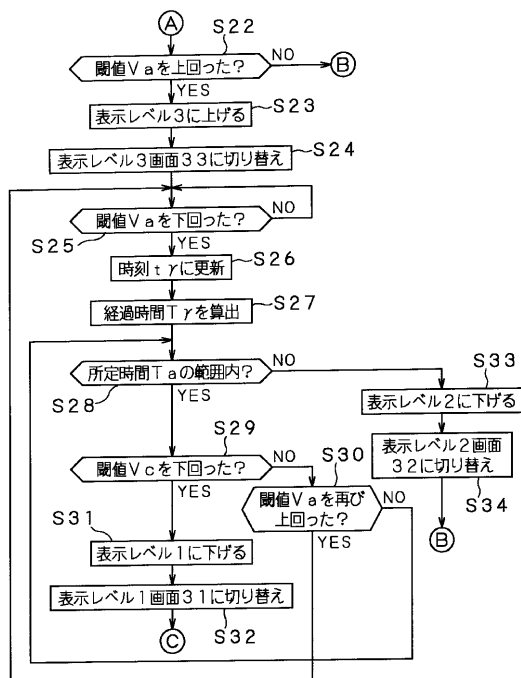 A
S22
閾値Vaを上回った?
NO
B
YES
S23
表示レベル3に上げる
S24
表示レベル3画面33に切り替え
閾値Vaを下回った?
NO
S25
YES
S26
時刻tγに更新
S27
経過時間Tγを算出
所定時間Taの範囲内?
NO
S28
YES
S33
表示レベル2に下げる
S29
閾値Vcを下回った?
NO
YES
S30
閾値Vaを再び
上回った?
NO
YES
表示レベル2画面
32に切り替え
S34
B
S31
表示レベル1に下げる
表示レベル1画面31に切り替え
S32
C